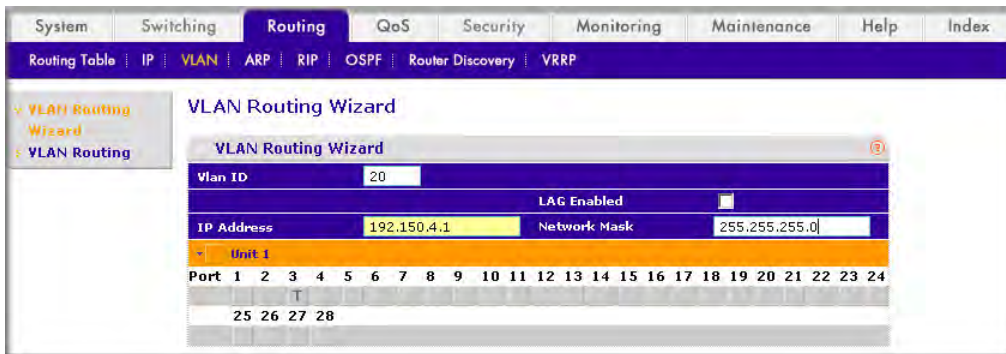 System Switching Routing QoS Security Monitoring Maintenance Help Index
Routing Table IP VLAN ARP RIP OSPF Router Discovery VRRP
VLAN Routing Wizard
VLAN Routing
VLAN Routing Wizard
VLAN Routing Wizard
Vlan ID 20
LAG Enabled
IP Address 192.150.4.1 Network Mask 255.255.255.0
Unit 1
Port 1 2 3 4 5 6 7 8 9 10 11 12 13 14 15 16 17 18 19 20 21 22 23 24
T
25 26 27 28